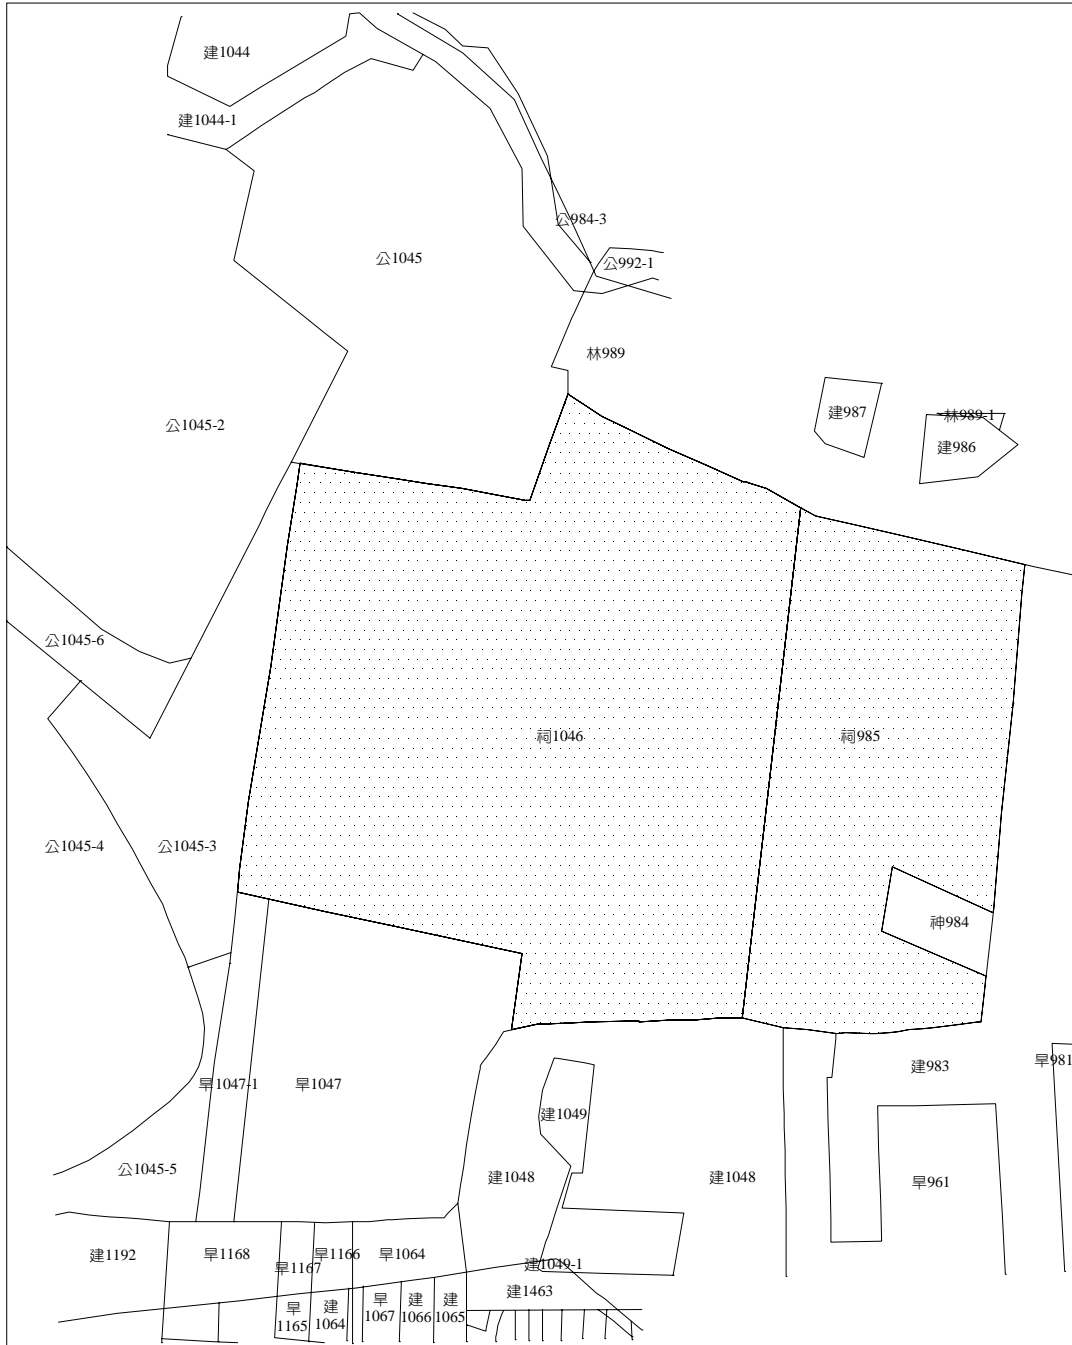 建1044
建1044-1
公984-3
公1045
公992-1
林989
建987
林989-1
公1045-2
建986
公1045-6
祠1046
祠985
公1045-4
公1045-3
神984
建983
旱981
旱1047-1
旱1047
建1049
公1045-5
建1048
建1048
旱961
建1192
旱1168
旱1166
旱1064
旱1167
建1049-1
建1463
旱
1165
建
1064
旱
1067
建
1066
建
1065